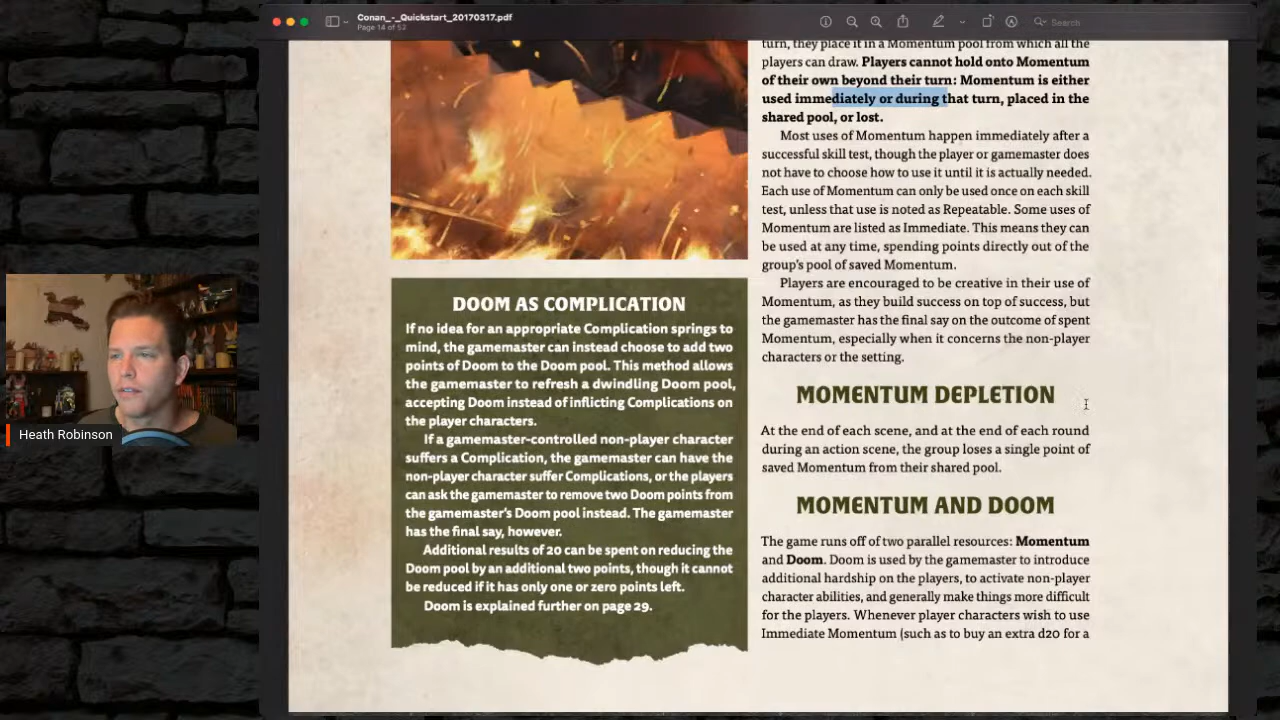 Conan_-_Quickstart_20170317.pdf
Page 14 of 52
Search
turn, they place it in a Momentum pool from which all the
players can draw. Players cannot hold onto Momentum
of their own beyond their turn: Momentum is either
used immediately or during that turn, placed in the
shared pool, or lost.
Most uses of Momentum happen immediately after a
successful skill test, though the player or gamemaster does
not have to choose how to use it until it is actually needed.
Each use of Momentum can only be used once on each skill
test, unless that use is noted as Repeatable. Some uses of
Momentum are listed as Immediate. This means they can
be used at any time, spending points directly out of the
group's pool of saved Momentum.
Players are encouraged to be creative in their use of
Momentum, as they build success on top of success, but
the gamemaster has the final say on the outcome of spent
Momentum, especially when it concerns the non-player
characters or the setting.
MOMENTUM DEPLETION
At the end of each scene, and at the end of each round
during an action scene, the group loses a single point of
saved Momentum from their shared pool.
MOMENTUM AND DOOM
The game runs off of two parallel resources: Momentum
and Doom. Doom is used by the gamemaster to introduce
additional hardship on the players, to activate non-player
character abilities, and generally make things more difficult
for the players. Whenever player characters wish to use
Immediate Momentum (such as to buy an extra d20 for a
DOOM AS COMPLICATION
If no idea for an appropriate Complication springs to
mind, the gamemaster can instead choose to add two
points of Doom to the Doom pool. This method allows
the gamemaster to refresh a dwindling Doom pool,
accepting Doom instead of inflicting Complications on
the player characters.
If a gamemaster-controlled non-player character
suffers a Complication, the gamemaster can have the
non-player character suffer Complications, or the players
can ask the gamemaster to remove two Doom points from
the gamemaster's Doom pool instead. The gamemaster
has the final say, however.
Additional results of 20 can be spent on reducing the
Doom pool by an additional two points, though it cannot
be reduced if it has only one or zero points left.
Doom is explained further on page 29.
Heath Robinson